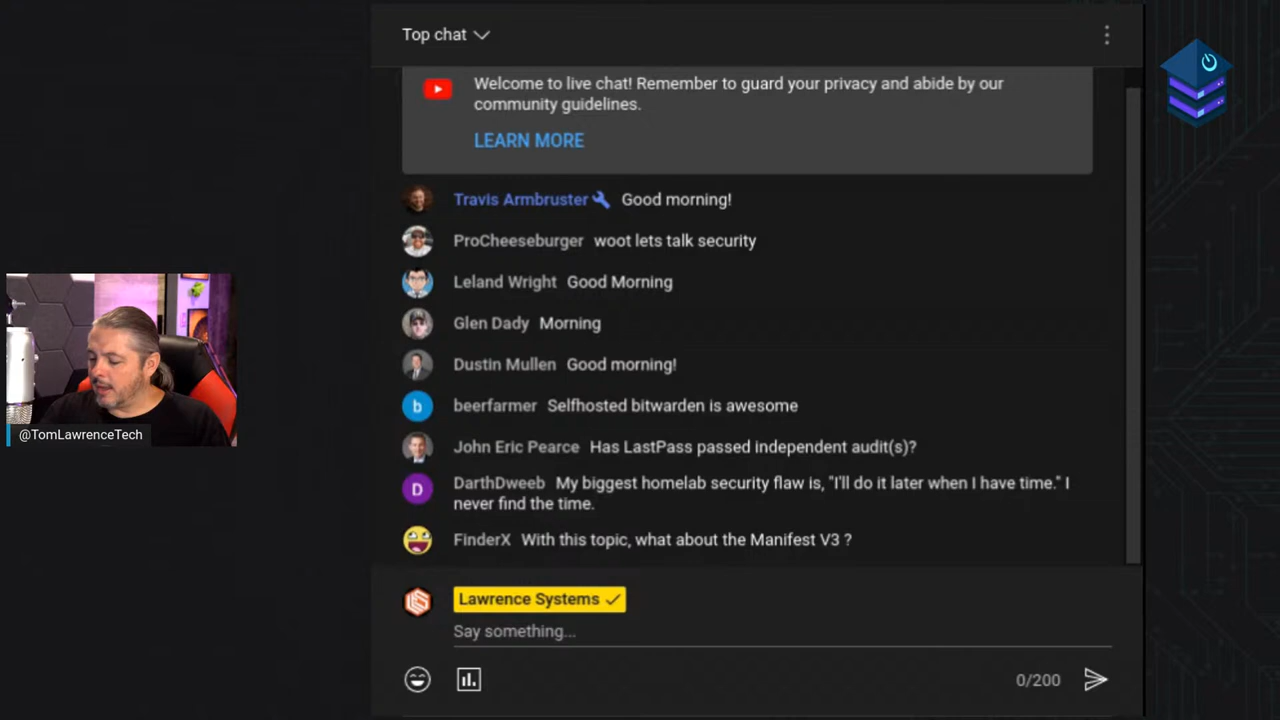 Top chat
Welcome to live chat! Remember to guard your privacy and abide by our
community guidelines.
LEARN MORE
Travis Armbruster Good morning!
ProCheeseburger woot lets talk security
Leland Wright Good Morning
Glen Dady Morning
Dustin Mullen Good morning!
b
beerfarmer Selfhosted bitwarden is awesome
John Eric Pearce Has LastPass passed independent audit(s)?
D
DarthDweeb My biggest homelab security flaw is, "I'll do it later when I have time." I
never find the time.
FinderX With this topic, what about the Manifest V3 ?
@TomLawrenceTech
Lawrence Systems
Say something...
0/200